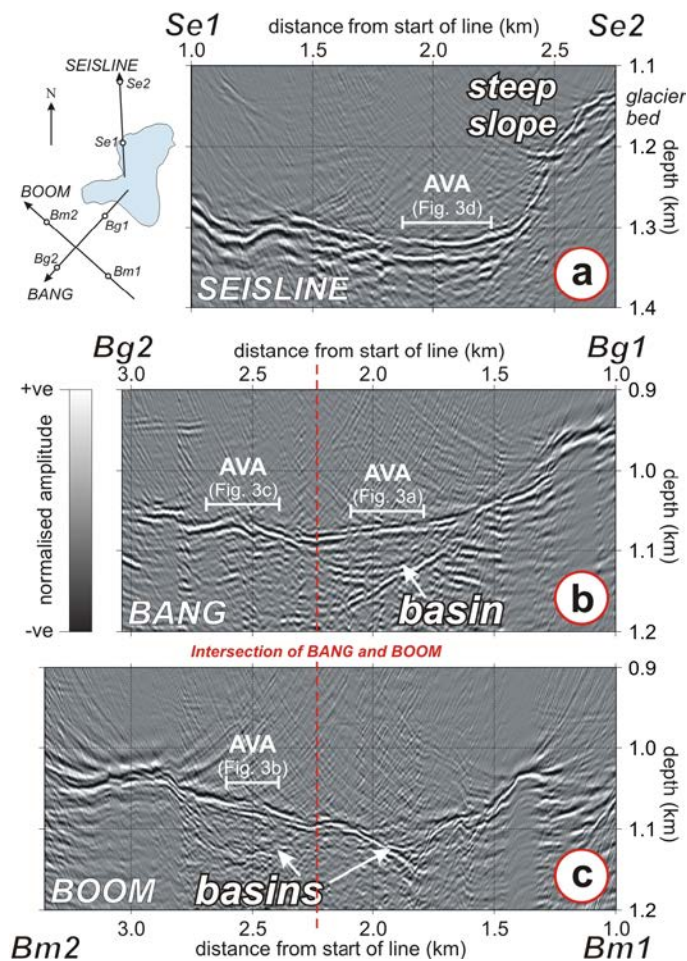 Se1 distance from start of line (km) Se2
1.0 1.5 2.0 2.5
SEISLINE
Se2
N
Se1
BOOM
Bm2
Bg1
Bg2
Bm1
BANG
steep
slope
AVA
(Fig. 3d)
SEISLINE
a
1.1
glacier
bed
1.2
depth (km)
1.3
1.4
Bg2 distance from start of line (km) Bg1
3.0 2.5 2.0 1.5 1.0
+ve
normalised amplitude
-ve
AVA
(Fig. 3c)
AVA
(Fig. 3a)
basin
BANG
b
0.9
1.0
depth (km)
1.1
1.2
Intersection of BANG and BOOM
AVA
(Fig. 3b)
basins
BOOM
c
0.9
1.0
depth (km)
1.1
1.2
3.0 2.5 2.0 1.5 1.0
Bm2 distance from start of line (km) Bm1